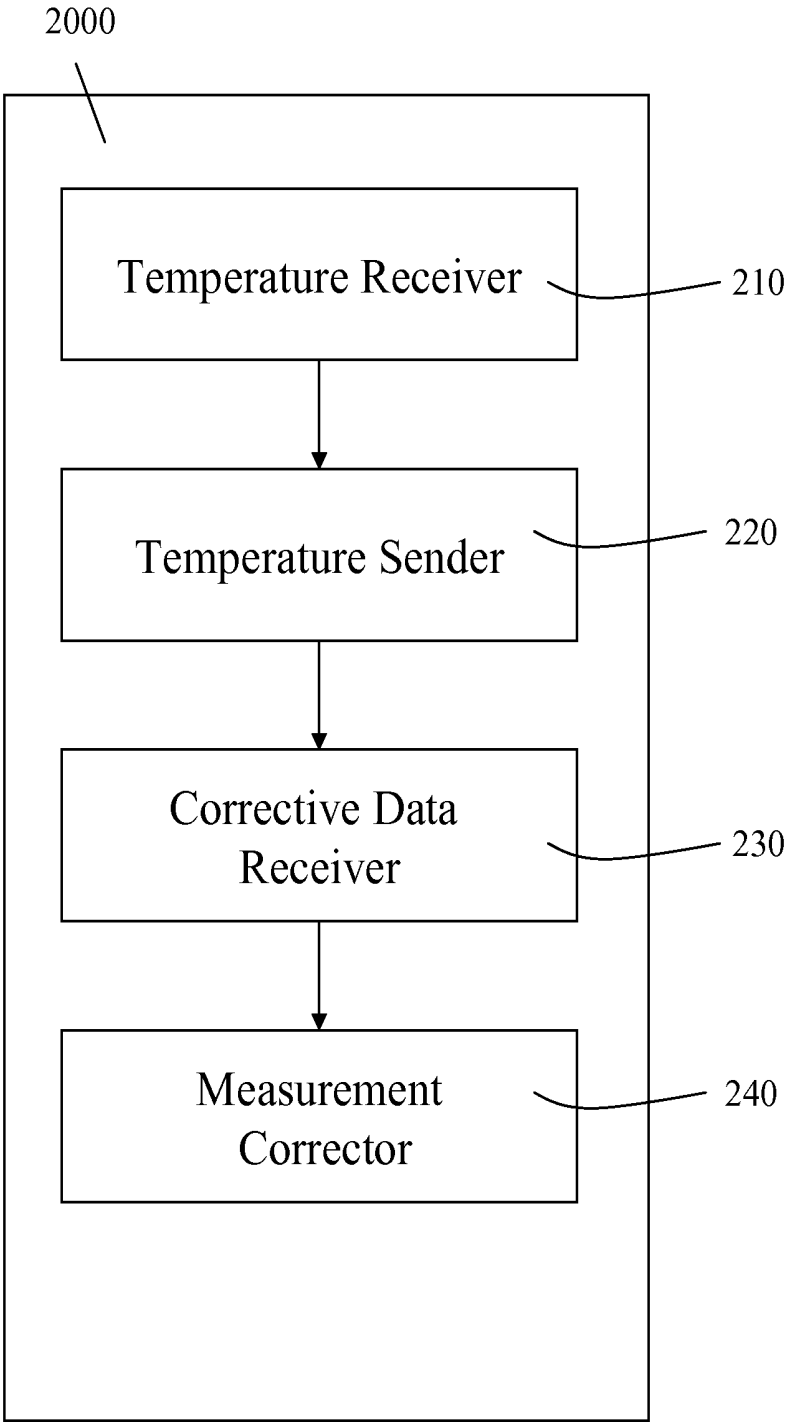 2000
Temperature Receiver
210
Temperature Sender
220
Corrective Data
Receiver
230
Measurement
Corrector
240